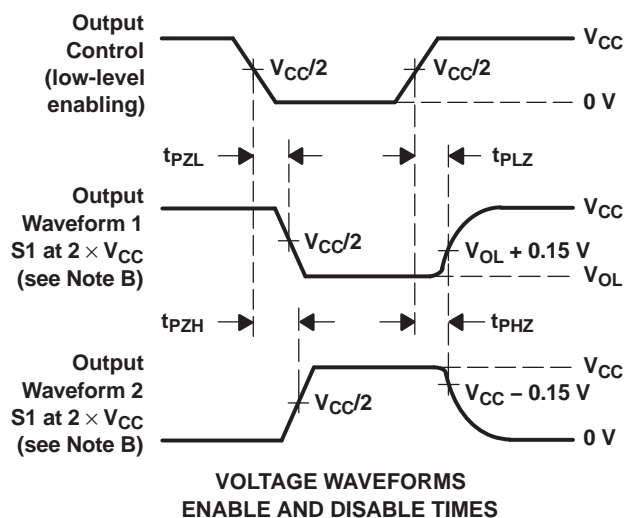 Output
Control
(low-level
enabling)
VCC
VCC/2
VCC/2
0 V
tPZL
tPLZ
Output
Waveform 1
S1 at 2 × VCC
(see Note B)
VCC
VCC/2
VOL + 0.15 V
VOL
tPZH
tPHZ
Output
Waveform 2
S1 at 2 × VCC
(see Note B)
VCC
VCC − 0.15 V
VCC/2
0 V
VOLTAGE WAVEFORMS
ENABLE AND DISABLE TIMES